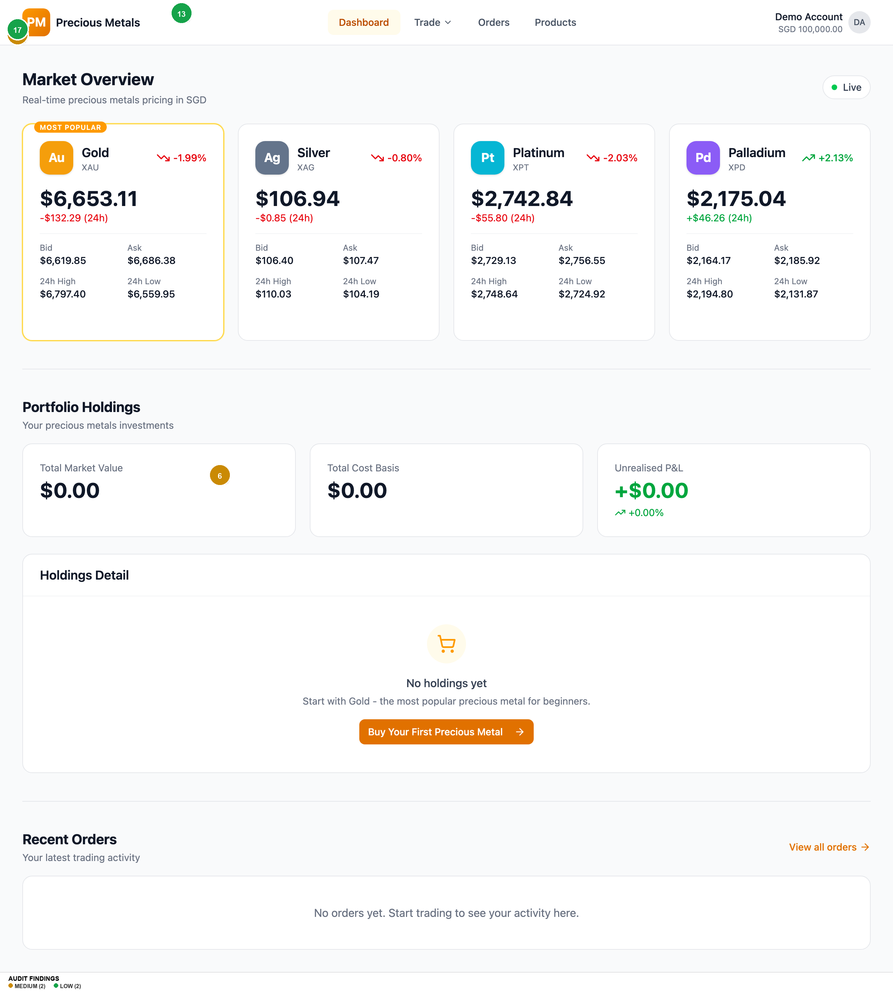 PM
Precious Metals
13
17
Dashboard
Trade
Orders
Products
Demo Account
SGD 100,000.00
DA
Market Overview
Real-time precious metals pricing in SGD
Live
MOST POPULAR
Au
Gold
XAU
-1.99%
$6,653.11
-$132.29 (24h)
Bid
Ask
$6,619.85
$6,686.38
24h High
24h Low
$6,797.40
$6,559.95
Ag
Silver
XAG
-0.80%
$106.94
-$0.85 (24h)
Bid
Ask
$106.40
$107.47
24h High
24h Low
$110.03
$104.19
Pt
Platinum
XPT
-2.03%
$2,742.84
-$55.80 (24h)
Bid
Ask
$2,729.13
$2,756.55
24h High
24h Low
$2,748.64
$2,724.92
Pd
Palladium
XPD
+2.13%
$2,175.04
+$46.26 (24h)
Bid
Ask
$2,164.17
$2,185.92
24h High
24h Low
$2,194.80
$2,131.87
Portfolio Holdings
Your precious metals investments
Total Market Value
6
$0.00
Total Cost Basis
$0.00
Unrealised P&L
+$0.00
+0.00%
Holdings Detail
No holdings yet
Start with Gold - the most popular precious metal for beginners.
Buy Your First Precious Metal
Recent Orders
Your latest trading activity
View all orders
No orders yet. Start trading to see your activity here.
AUDIT FINDINGS
MEDIUM (2)
LOW (2)